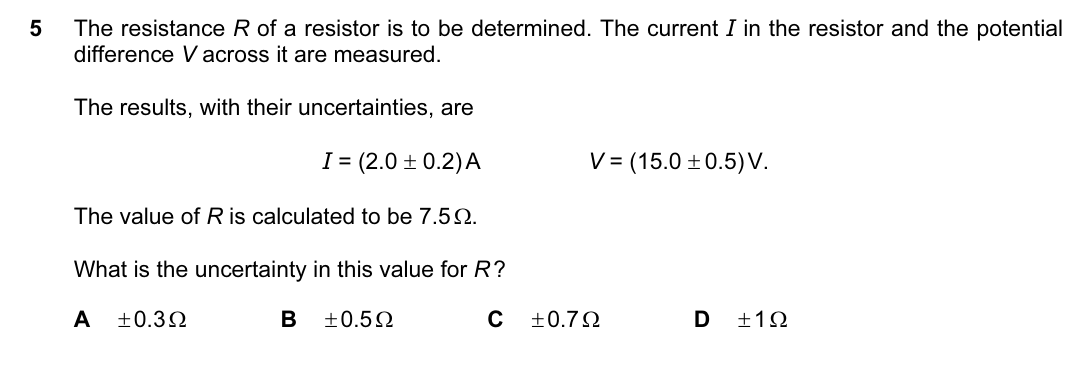 5 The resistance R of a resistor is to be determined. The current I in the resistor and the potential
difference V across it are measured.
The results, with their uncertainties, are
I = (2.0 ± 0.2) A V = (15.0 ± 0.5) V.
The value of R is calculated to be 7.5 Ω.
What is the uncertainty in this value for R?
A ±0.3 Ω B ±0.5 Ω C ±0.7 Ω D ±1 Ω